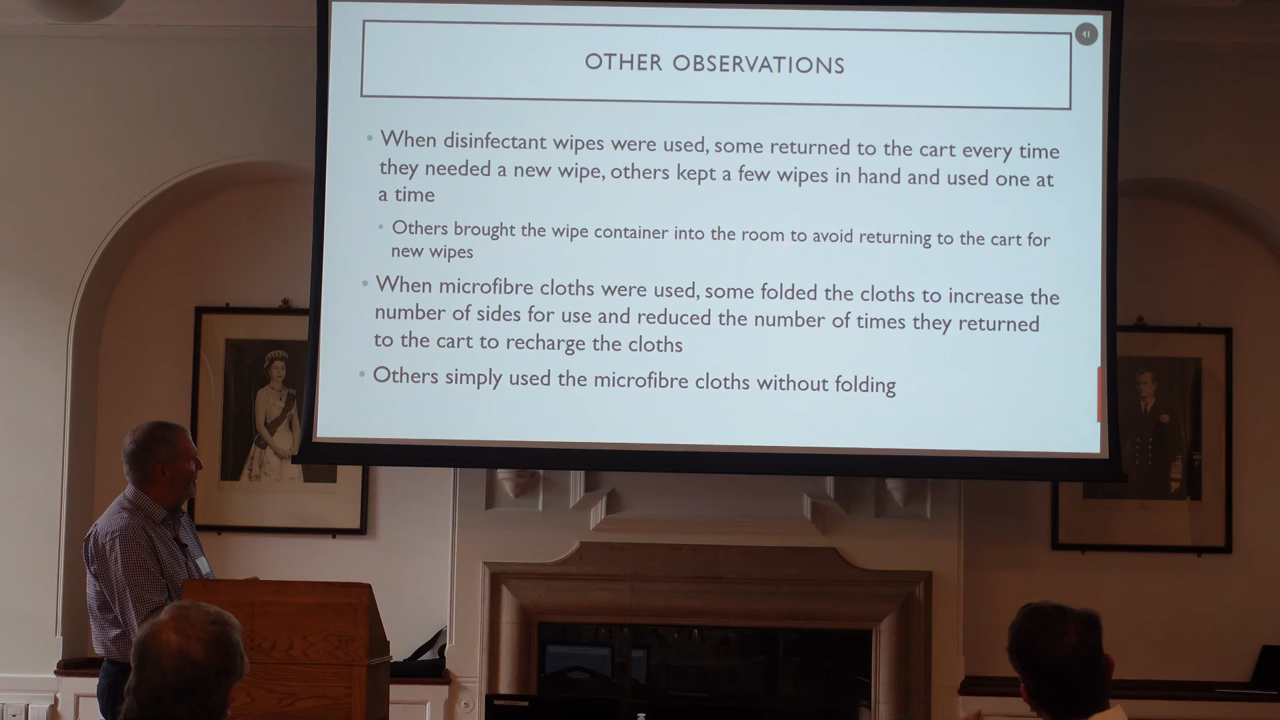 41
OTHER OBSERVATIONS
• When disinfectant wipes were used, some returned to the cart every time
they needed a new wipe, others kept a few wipes in hand and used one at
a time
• Others brought the wipe container into the room to avoid returning to the cart for
new wipes
• When microfibre cloths were used, some folded the cloths to increase the
number of sides for use and reduced the number of times they returned
to the cart to recharge the cloths
• Others simply used the microfibre cloths without folding